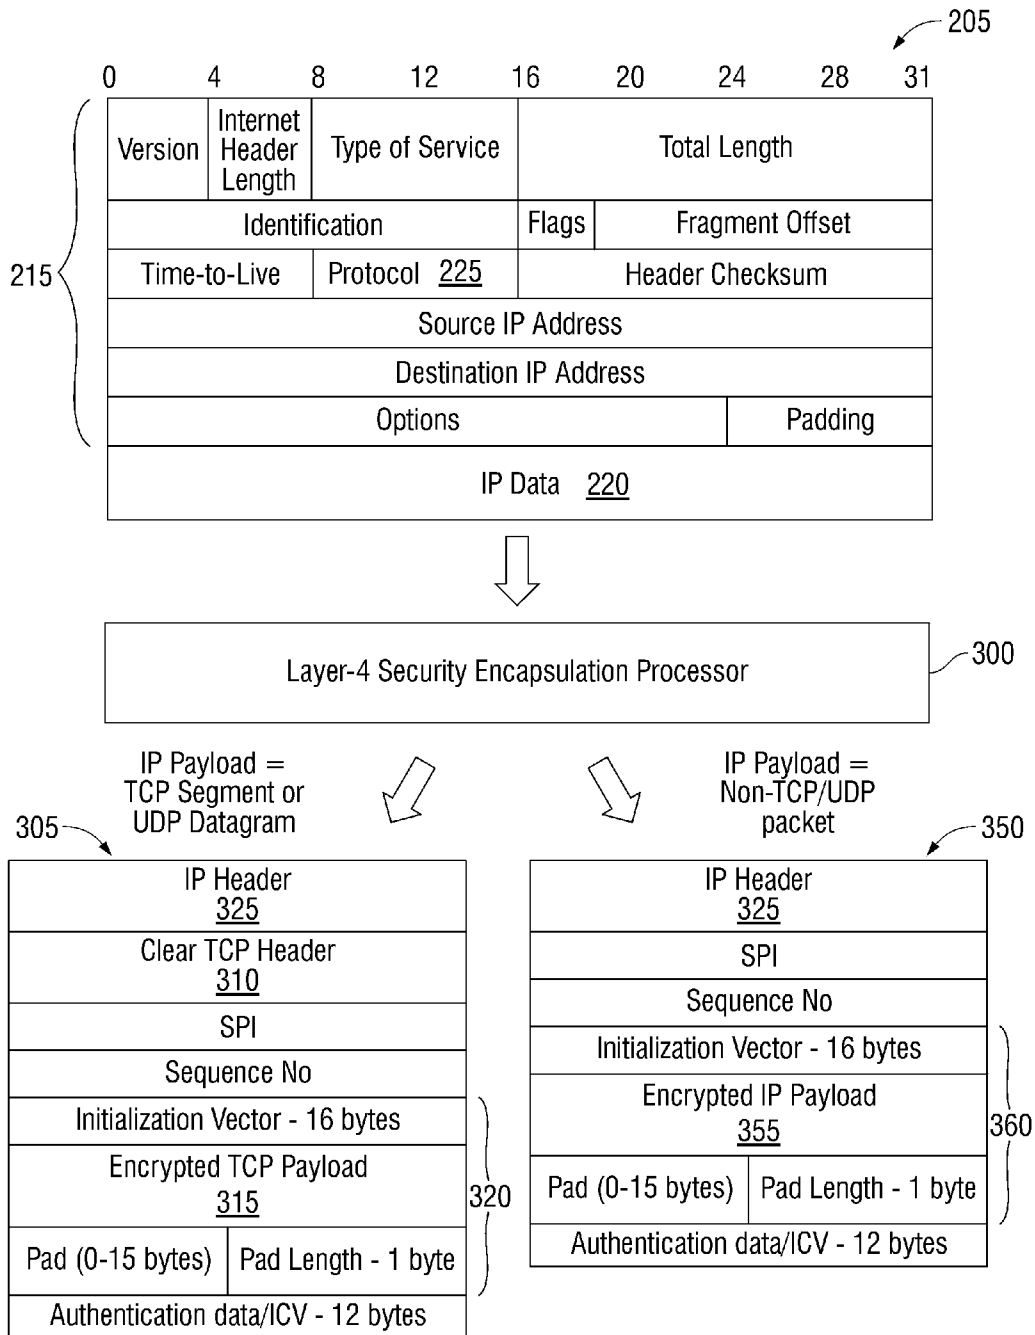 205
0 4 8 12 16 20 24 28 31
Version
Internet
Header
Length
Type of Service
Total Length
Identification
Flags
Fragment Offset
215
Time-to-Live
Protocol 225
Header Checksum
Source IP Address
Destination IP Address
Options
Padding
IP Data 220
Layer-4 Security Encapsulation Processor
300
IP Payload =
TCP Segment or
UDP Datagram
IP Payload =
Non-TCP/UDP
packet
305
IP Header
325
Clear TCP Header
310
SPI
Sequence No
Initialization Vector - 16 bytes
Encrypted TCP Payload
315
320
Pad (0-15 bytes)
Pad Length - 1 byte
Authentication data/ICV - 12 bytes
350
IP Header
325
SPI
Sequence No
Initialization Vector - 16 bytes
Encrypted IP Payload
355
360
Pad (0-15 bytes)
Pad Length - 1 byte
Authentication data/ICV - 12 bytes